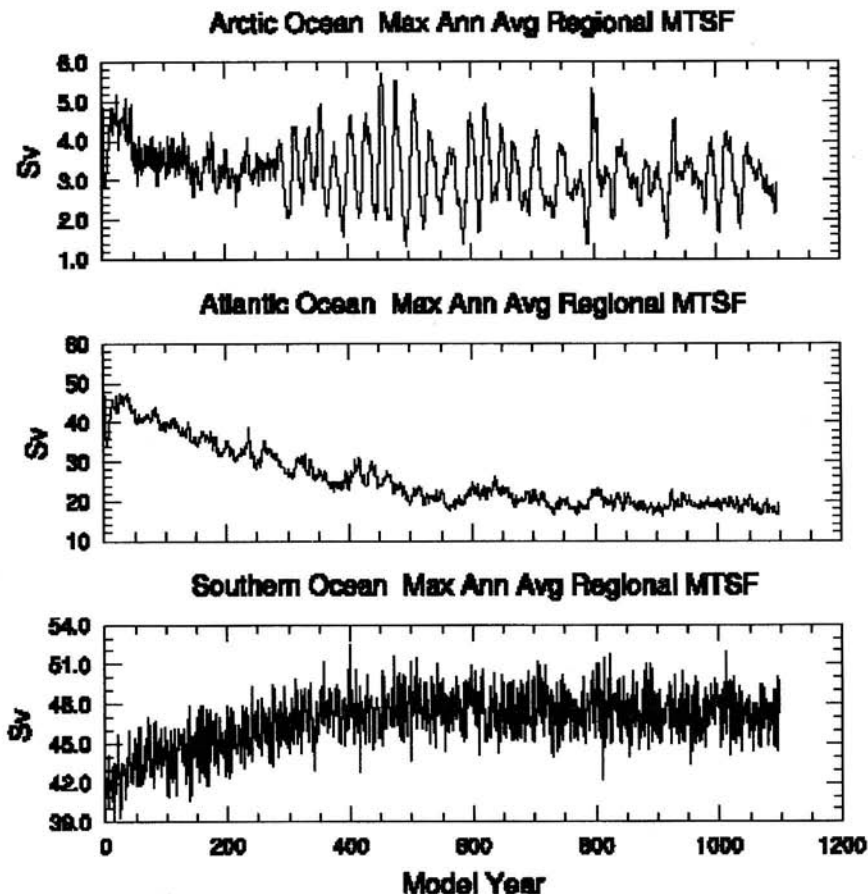 Arctic Ocean Max Ann Avg Regional MTSF
6.0
5.0
4.0
3.0
2.0
1.0
Sv
Atlantic Ocean Max Ann Avg Regional MTSF
60
50
40
30
20
10
Sv
Southern Ocean Max Ann Avg Regional MTSF
54.0
51.0
48.0
45.0
42.0
39.0
Sv
0 200 400 600 800 1000 1200
Model Year